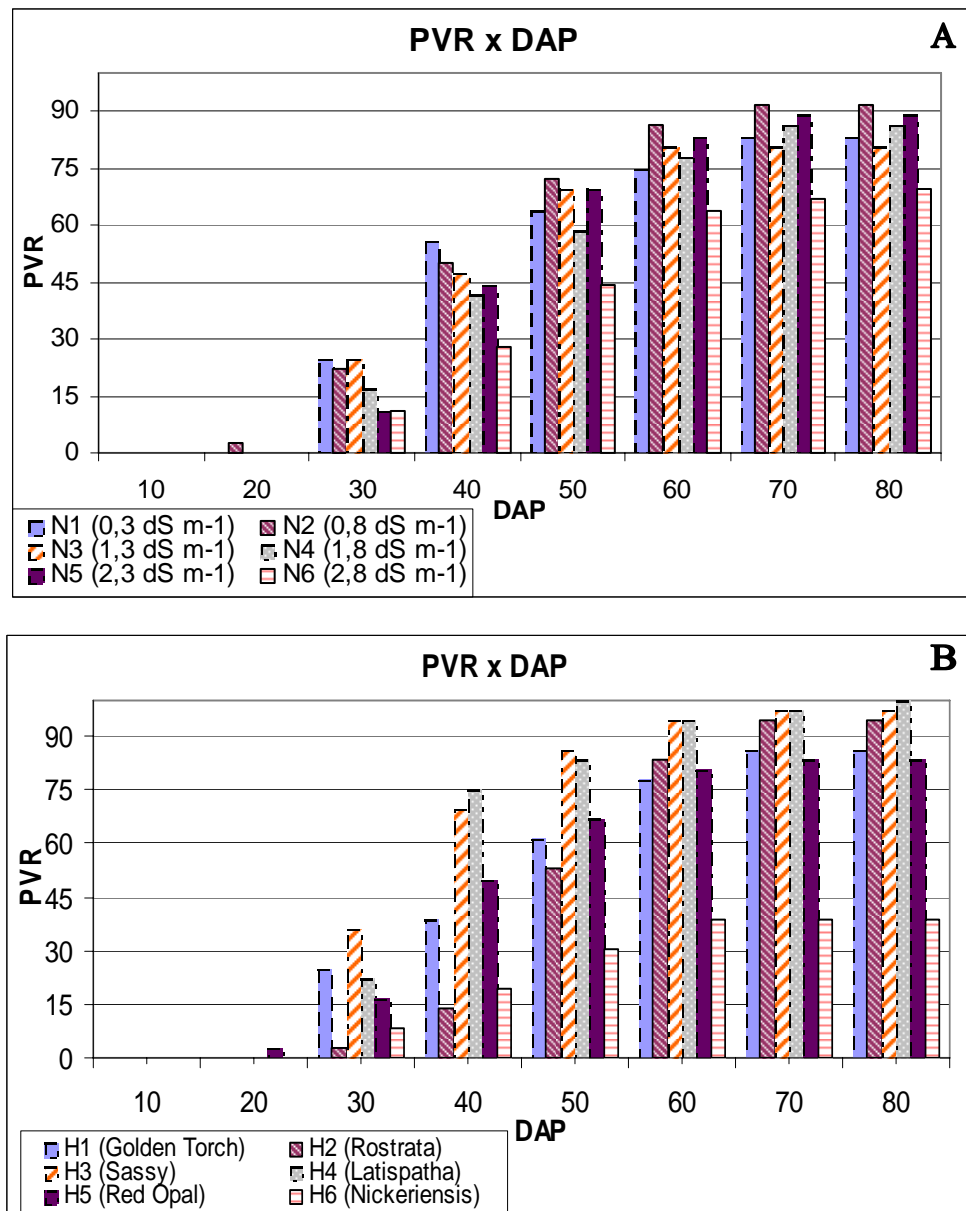 PVR x DAP
A
90
75
60
45
30
15
0
PVR
10 20 30 40 50 60 70 80
DAP
N1 (0,3 dS m-1) N2 (0,8 dS m-1)
N3 (1,3 dS m-1) N4 (1,8 dS m-1)
N5 (2,3 dS m-1) N6 (2,8 dS m-1)
PVR x DAP
B
90
75
60
45
30
15
0
PVR
10 20 30 40 50 60 70 80
DAP
H1 (Golden Torch) H2 (Rostrata)
H3 (Sassy) H4 (Latispatha)
H5 (Red Opal) H6 (Nickeriensis)